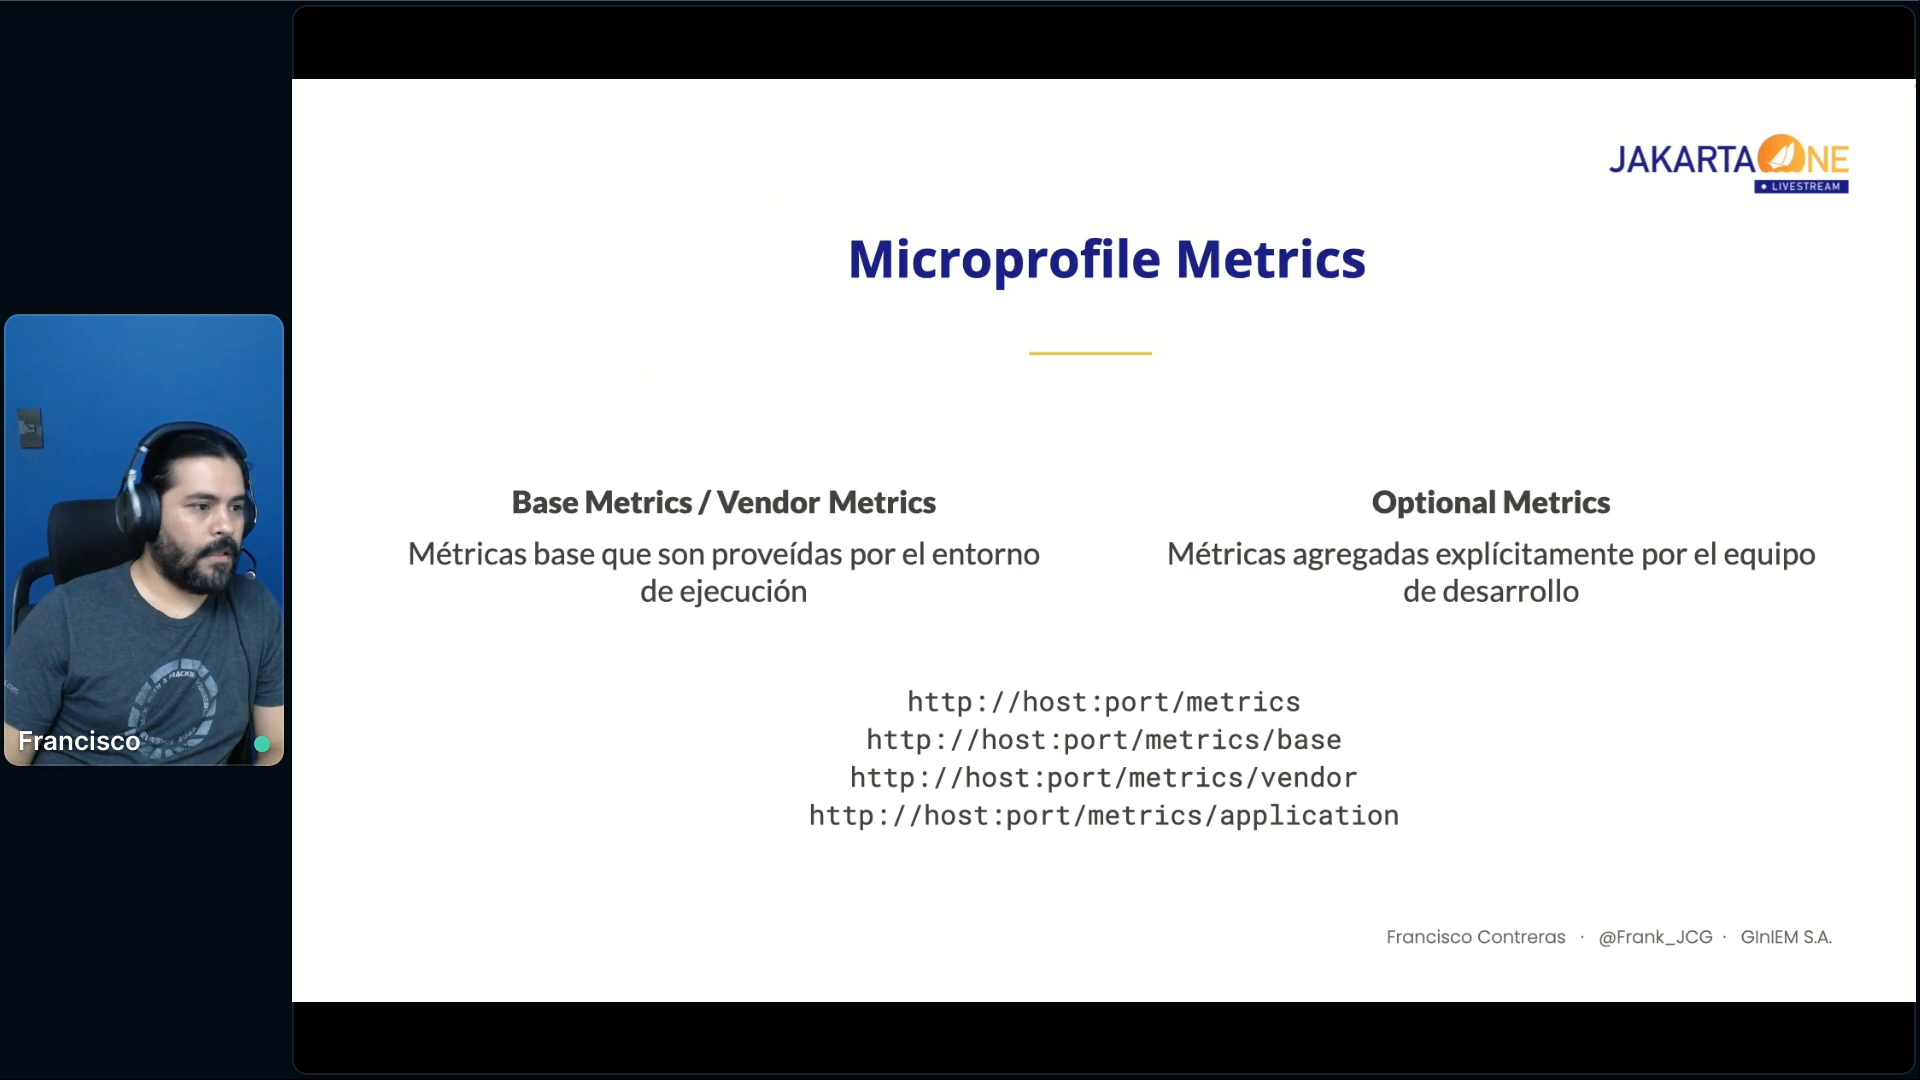 JAKARTAONE
LIVESTREAM
Microprofile Metrics
Base Metrics / Vendor Metrics
Métricas base que son proveídas por el entorno
de ejecución
Optional Metrics
Métricas agregadas explícitamente por el equipo
de desarrollo
http://host:port/metrics
http://host:port/metrics/base
http://host:port/metrics/vendor
http://host:port/metrics/application
Francisco Contreras · @Frank_JCG · GInIEM S.A.
Francisco